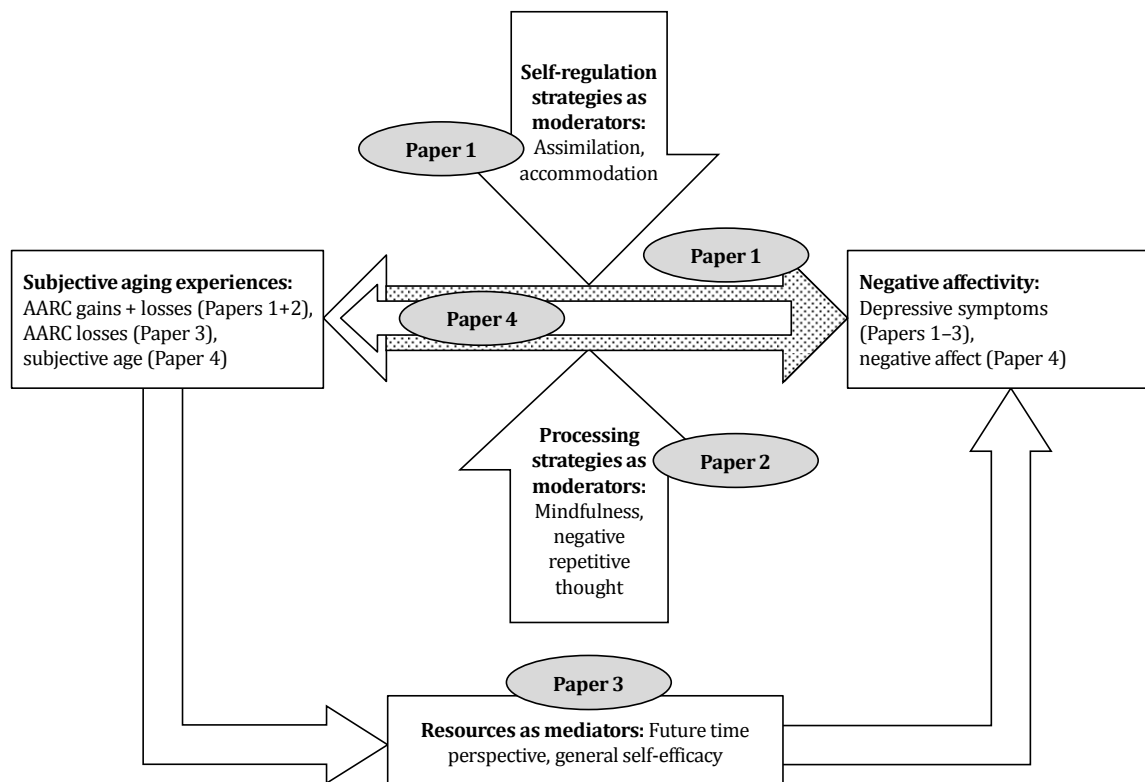 Self-regulation
strategies as
moderators:
Assimilation,
accommodation
Paper 1
Paper 1
Subjective aging experiences:
AARC gains + losses (Papers 1+2),
AARC losses (Paper 3),
subjective age (Paper 4)
Paper 4
Negative affectivity:
Depressive symptoms
(Papers 1–3),
negative affect (Paper 4)
Processing
strategies as
moderators:
Mindfulness,
negative
repetitive
thought
Paper 2
Paper 3
Resources as mediators: Future time
perspective, general self-efficacy